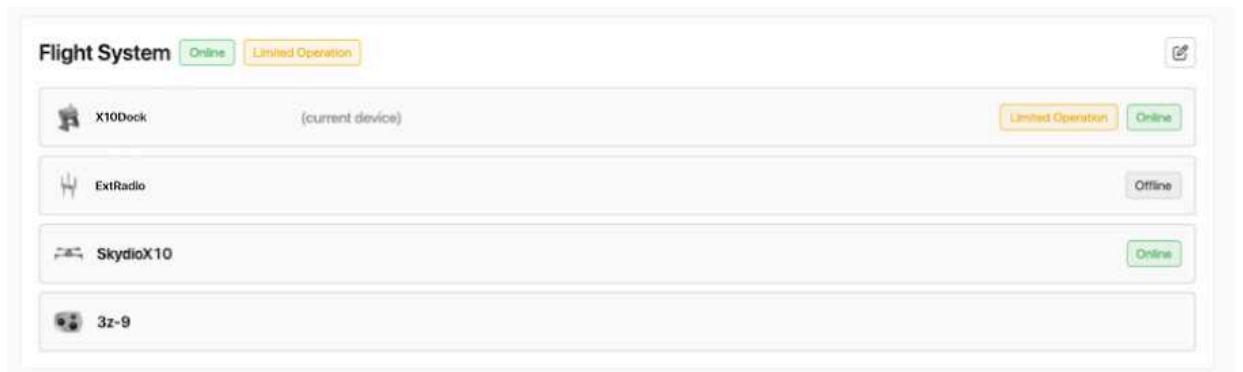 Flight System Online Limited Operation
X10Dock (current device) Limited Operation Online
ExtRadio Offline
SkydioX10 Online
3z-9